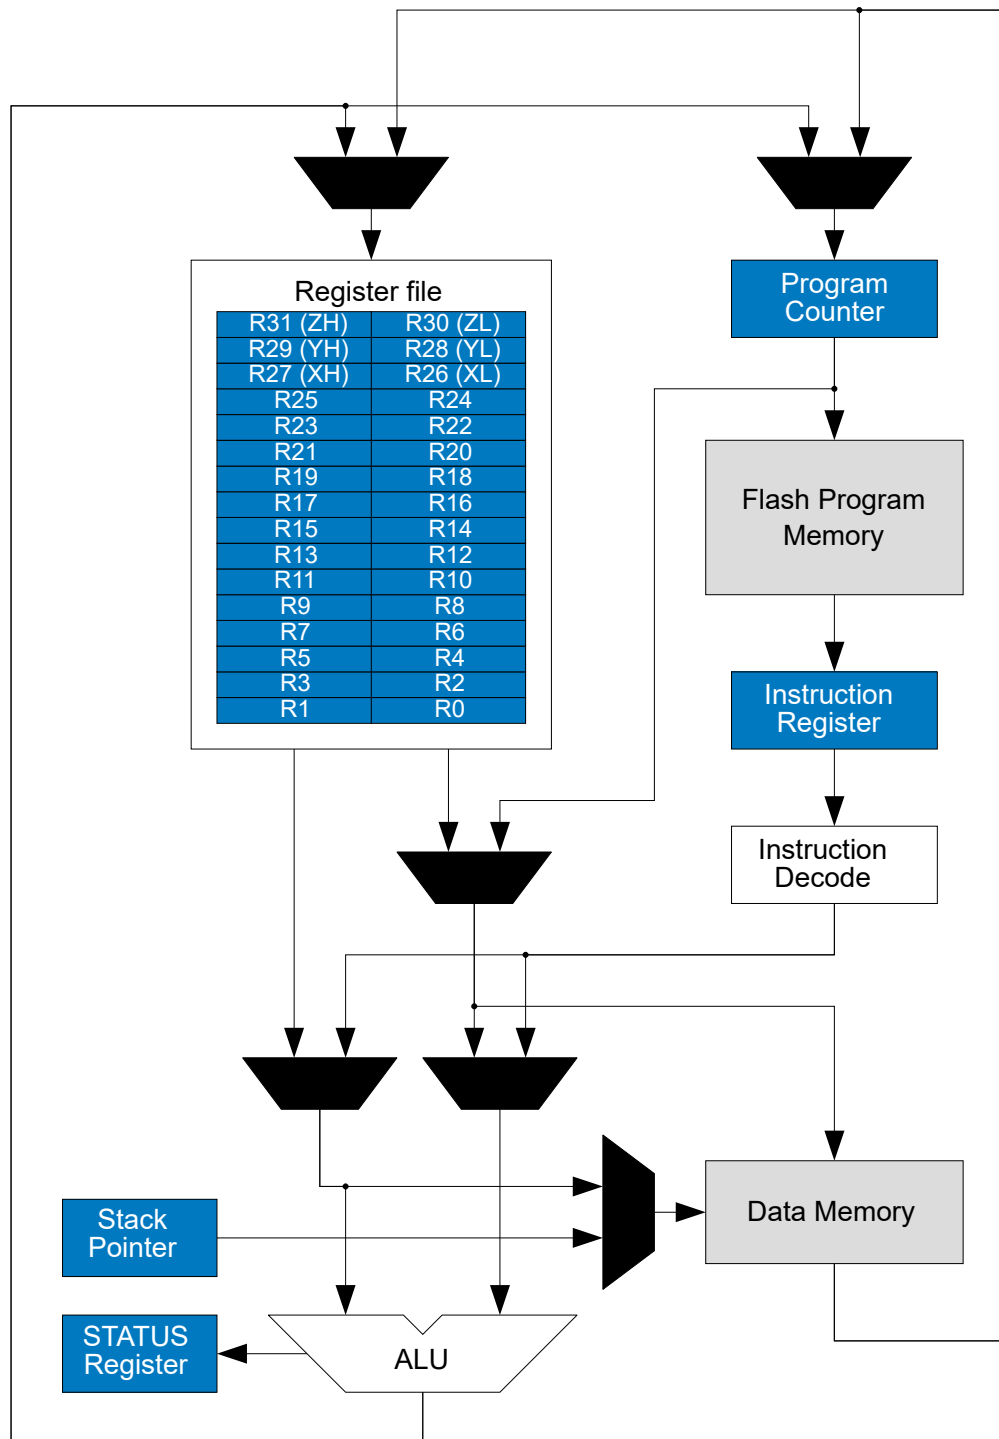 Register file
R31 (ZH) R30 (ZL)
R29 (YH) R28 (YL)
R27 (XH) R26 (XL)
R25 R24
R23 R22
R21 R20
R19 R18
R17 R16
R15 R14
R13 R12
R11 R10
R9 R8
R7 R6
R5 R4
R3 R2
R1 R0
Program
Counter
Flash Program
Memory
Instruction
Register
Instruction
Decode
Stack
Pointer
Data Memory
STATUS
Register
ALU